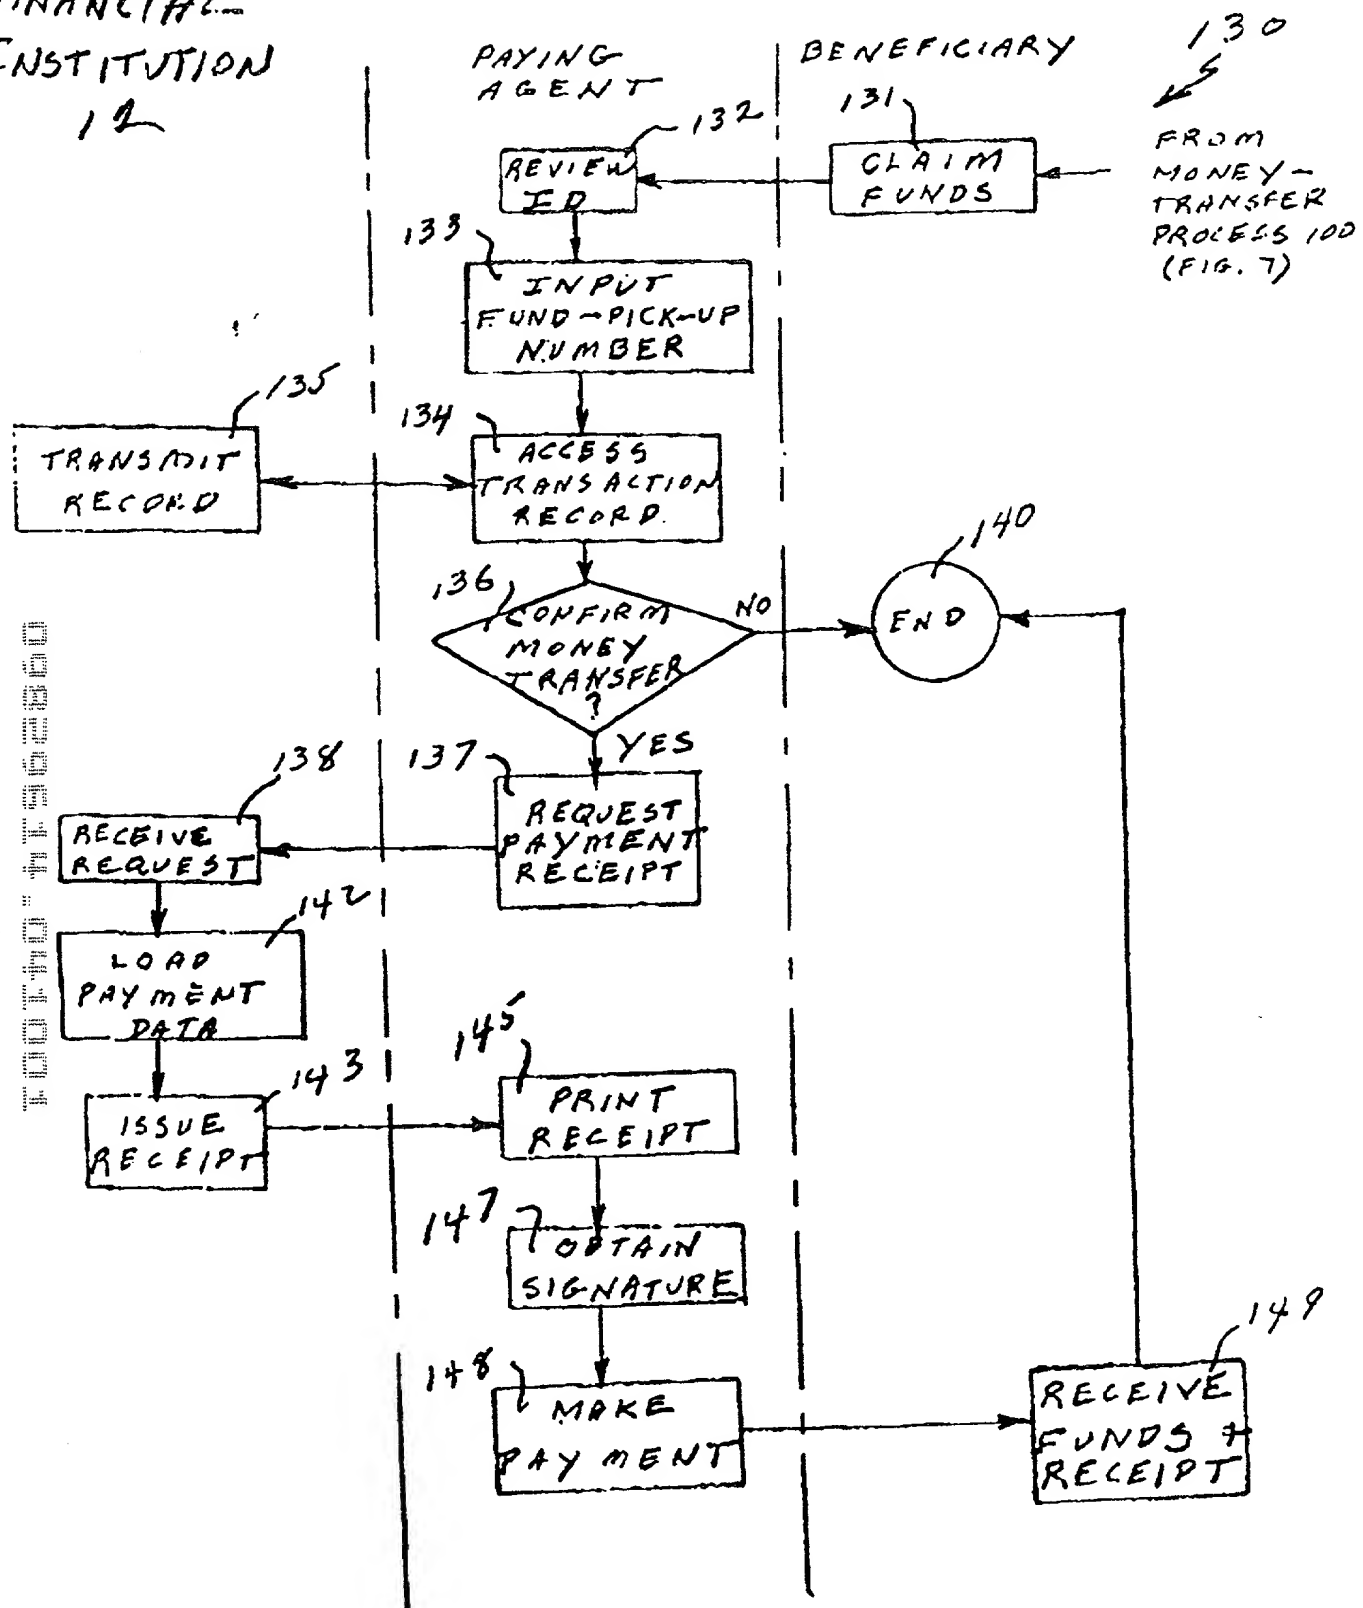 FINANCIAL
INSTITUTION
12
PAYING
AGENT
BENEFICIARY
130
FROM
MONEY-
TRANSFER
PROCESS 100
(FIG. 7)
131
CLAIM
FUNDS
132
REVIEW
ID
133
INPUT
FUND-PICK-UP
NUMBER
134
ACCESS
TRANSACTION
RECORD
135
TRANSMIT
RECORD
136
CONFIRM
MONEY
TRANSFER
?
NO
140
END
YES
137
REQUEST
PAYMENT
RECEIPT
138
RECEIVE
REQUEST
142
LOAD
PAYMENT
DATA
143
ISSUE
RECEIPT
145
PRINT
RECEIPT
147
OBTAIN
SIGNATURE
148
MAKE
PAYMENT
149
RECEIVE
FUNDS +
RECEIPT
09829614.041001